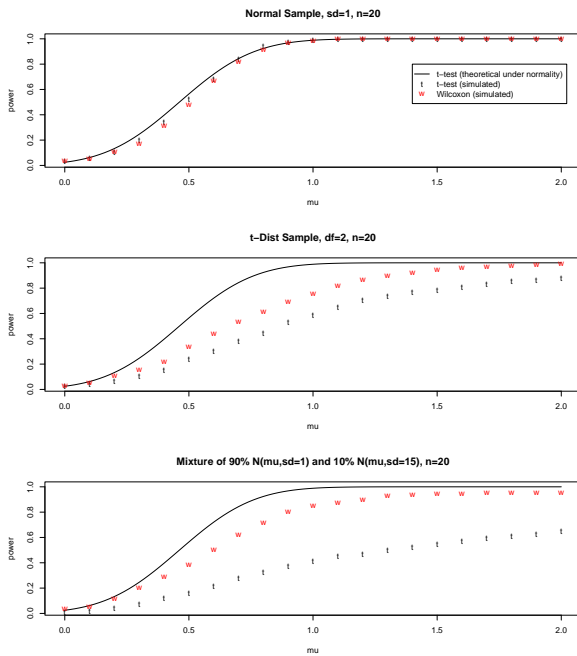 Normal Sample, sd=1, n=20
power
0.0 0.2 0.4 0.6 0.8 1.0
t-test (theoretical under normality)
t t-test (simulated)
w Wilcoxon (simulated)
0.0 0.5 1.0 1.5 2.0
mu
t-Dist Sample, df=2, n=20
power
0.0 0.2 0.4 0.6 0.8 1.0
0.0 0.5 1.0 1.5 2.0
mu
Mixture of 90% N(mu,sd=1) and 10% N(mu,sd=15), n=20
power
0.0 0.2 0.4 0.6 0.8 1.0
0.0 0.5 1.0 1.5 2.0
mu